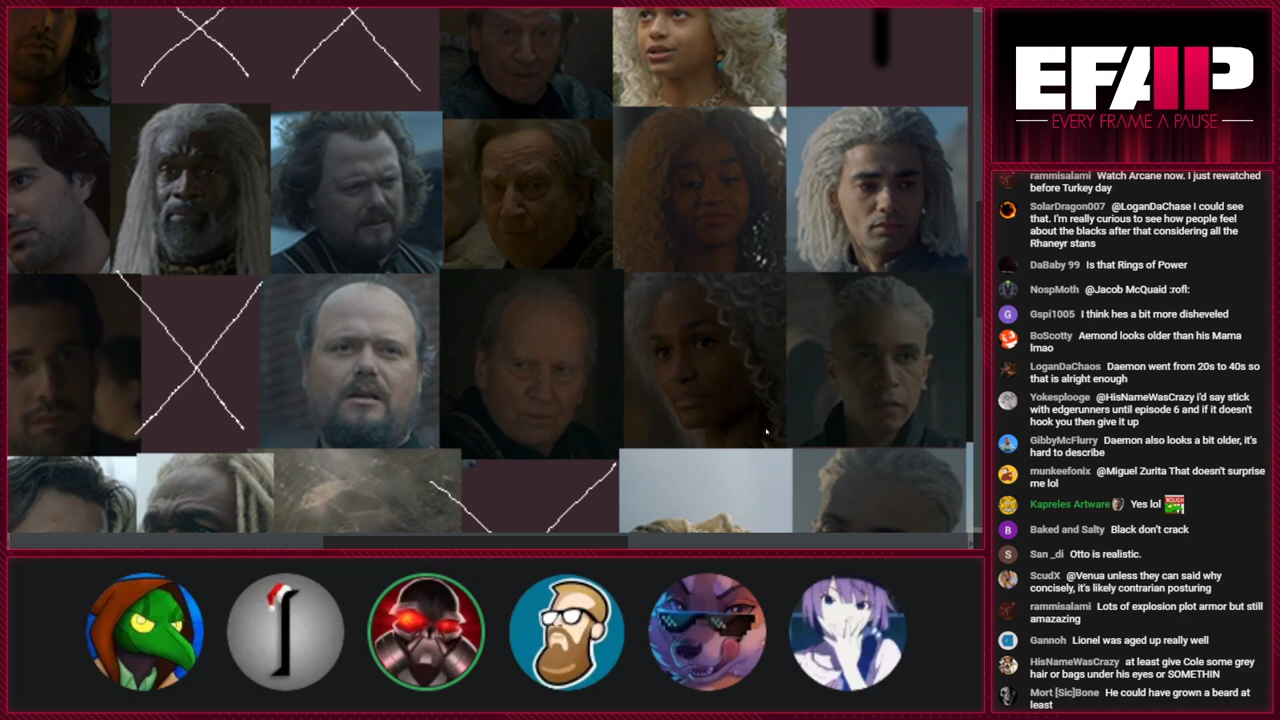 EFAP
EVERY FRAME A PAUSE
rammisalami Watch Arcane now. I just rewatched
before Turkey day
SolarDragon007 @LoganDaChase I could see
that. I'm really curious to see how people feel
about the blacks after that considering all the
Rhaneyr stans
DaBaby 99 Is that Rings of Power
NospMoth @Jacob McQuaid :rofl:
G Gspi1005 I think hes a bit more disheveled
BoScotty Aemond looks older than his Mama
lmao
LoganDaChaos Daemon went from 20s to 40s so
that is alright enough
Yokesplooge @HisNameWasCrazy i'd say stick
with edgerunners until episode 6 and if it doesn't
hook you then give it up
GibbyMcFlurry Daemon also looks a bit older, it's
hard to describe
munkeefonix @Miguel Zurita That doesn't surprise
me lol
Kapreles Artware Yes lol
B Baked and Salty Black don't crack
S San _di Otto is realistic.
ScudX @Venua unless they can said why
concisely, it's likely contrarian posturing
rammisalami Lots of explosion plot armor but still
amazazing
Gannoh Lionel was aged up really well
HisNameWasCrazy at least give Cole some grey
hair or bags under his eyes or SOMETHIN
Mort [Sic]Bone He could have grown a beard at
least